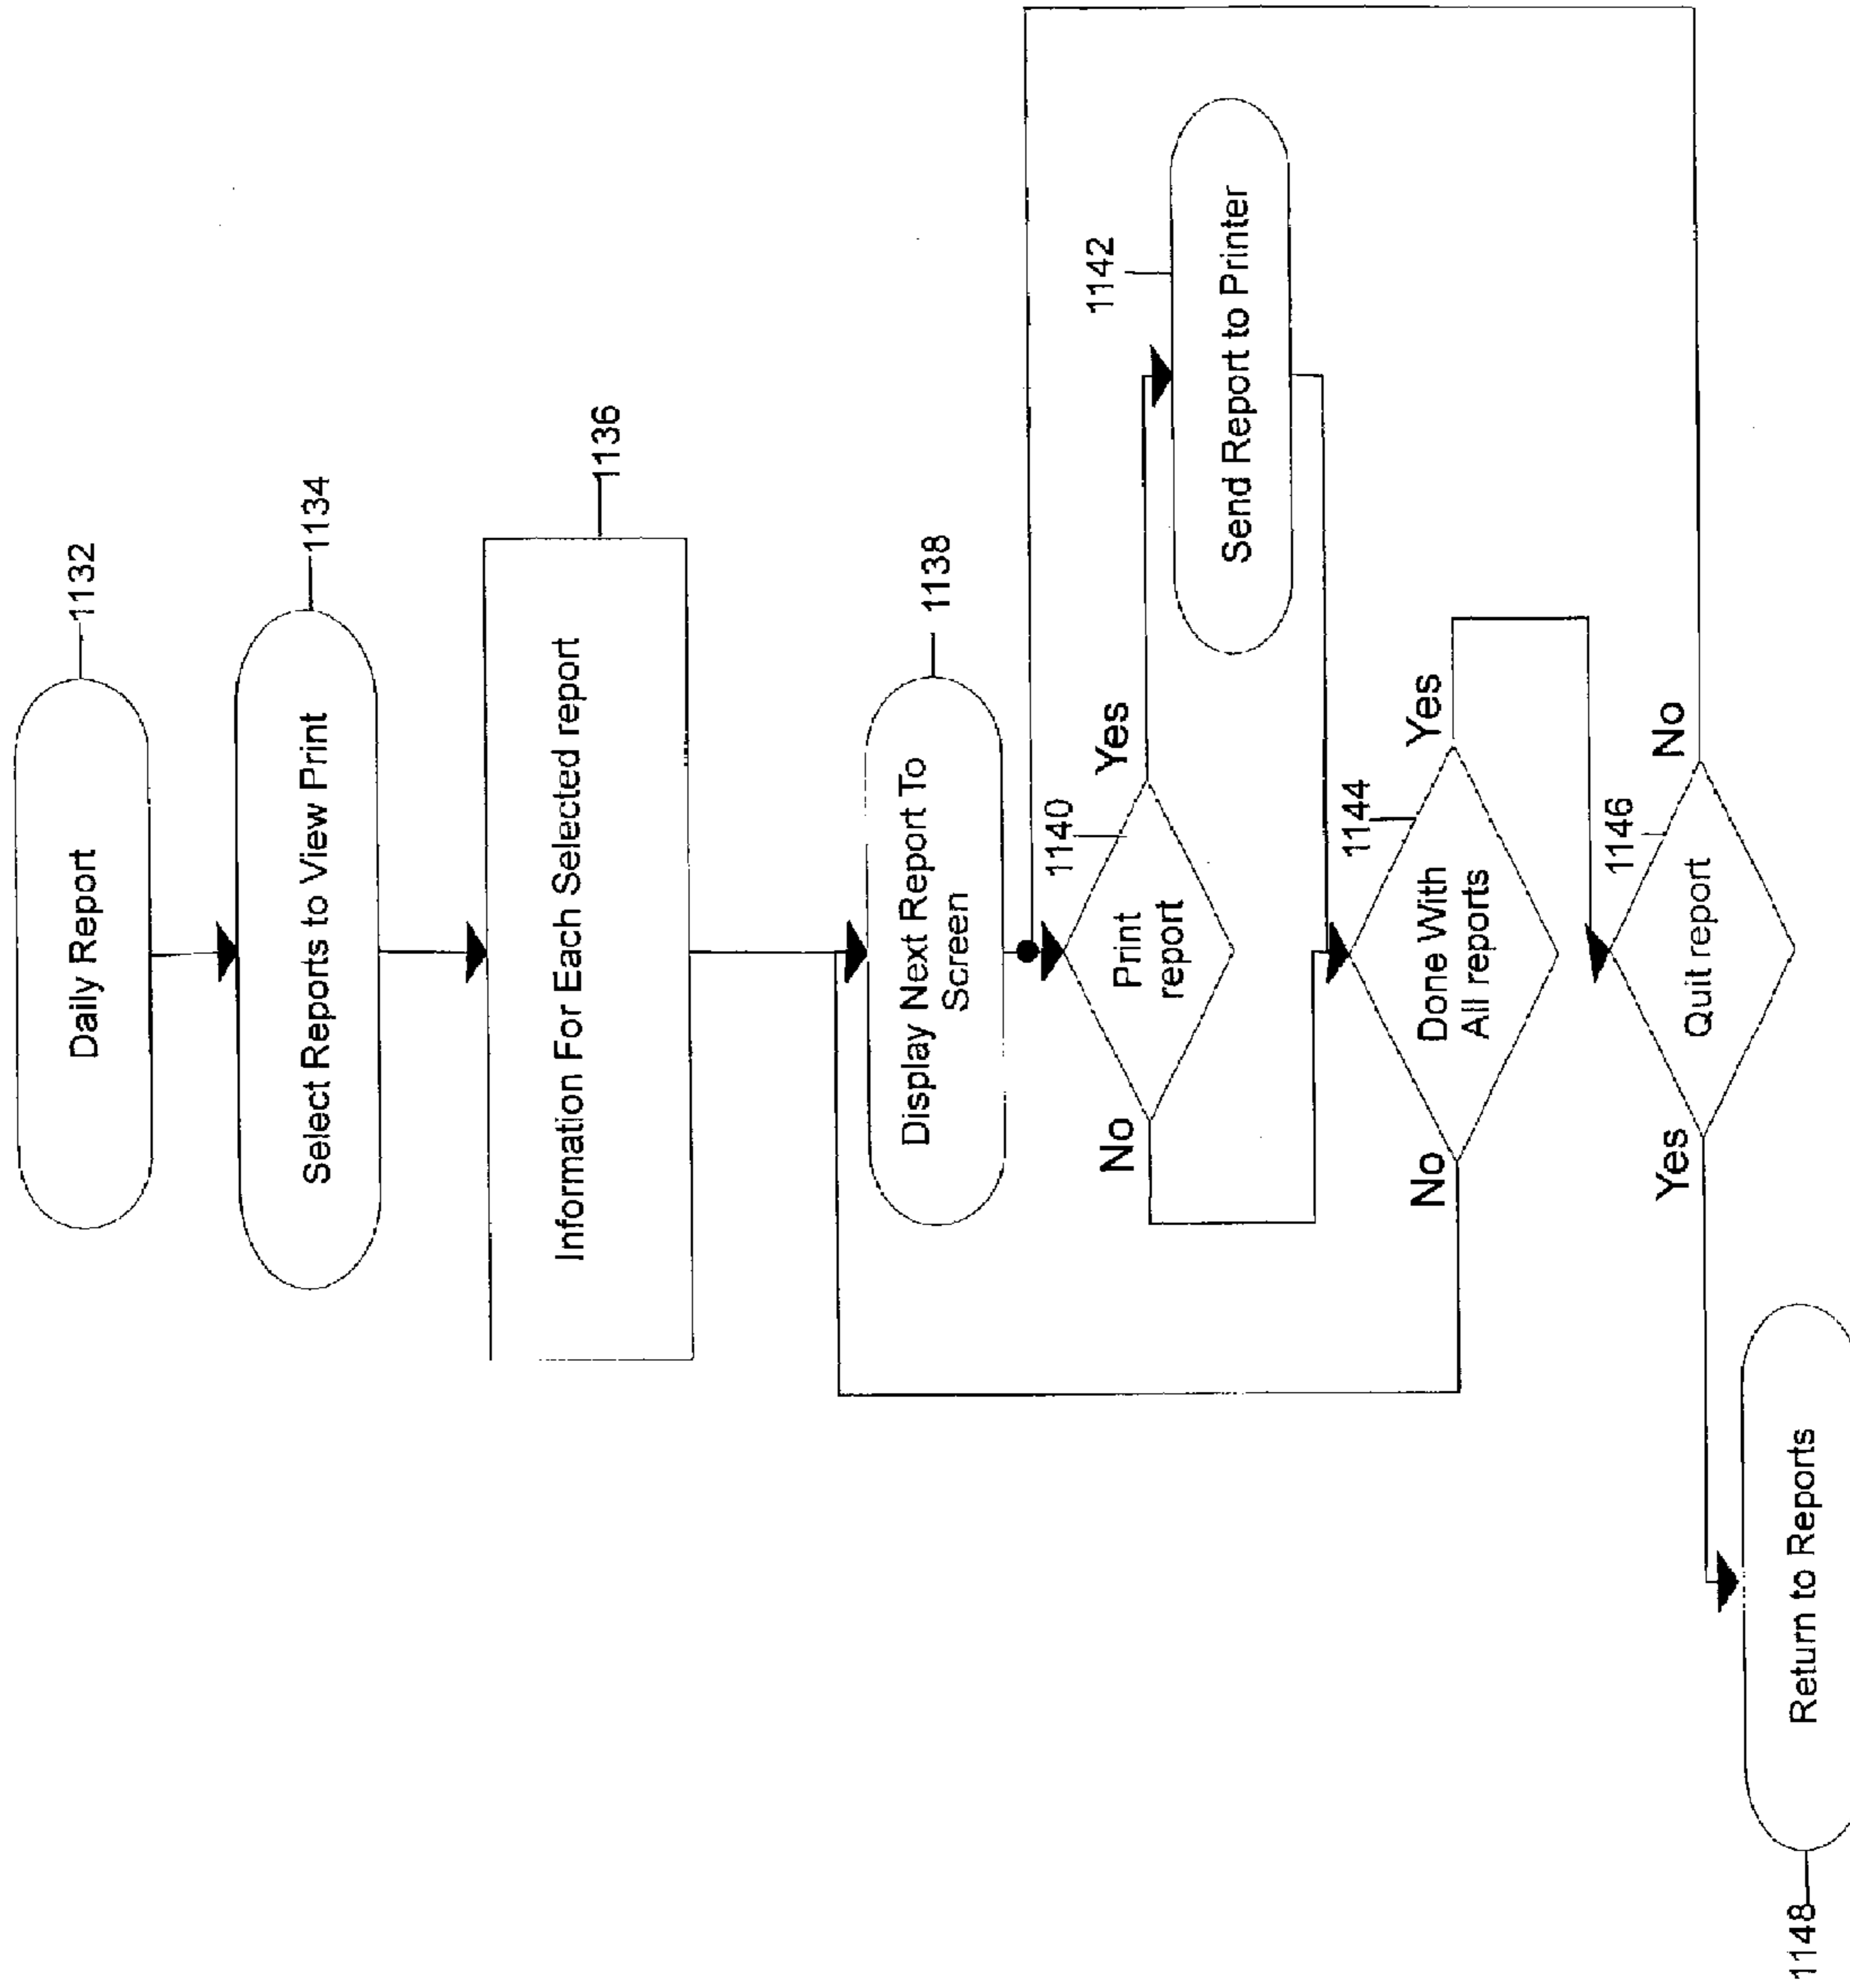 Daily Report
1132
Select Reports to View Print
1134
Information For Each Selected report
1136
Display Next Report To
Screen
1138
1140
Print
report
Yes
No
1142
Send Report to Printer
1144
Done With
All reports
Yes
No
1146
Quit report
No
Yes
Return to Reports
1148